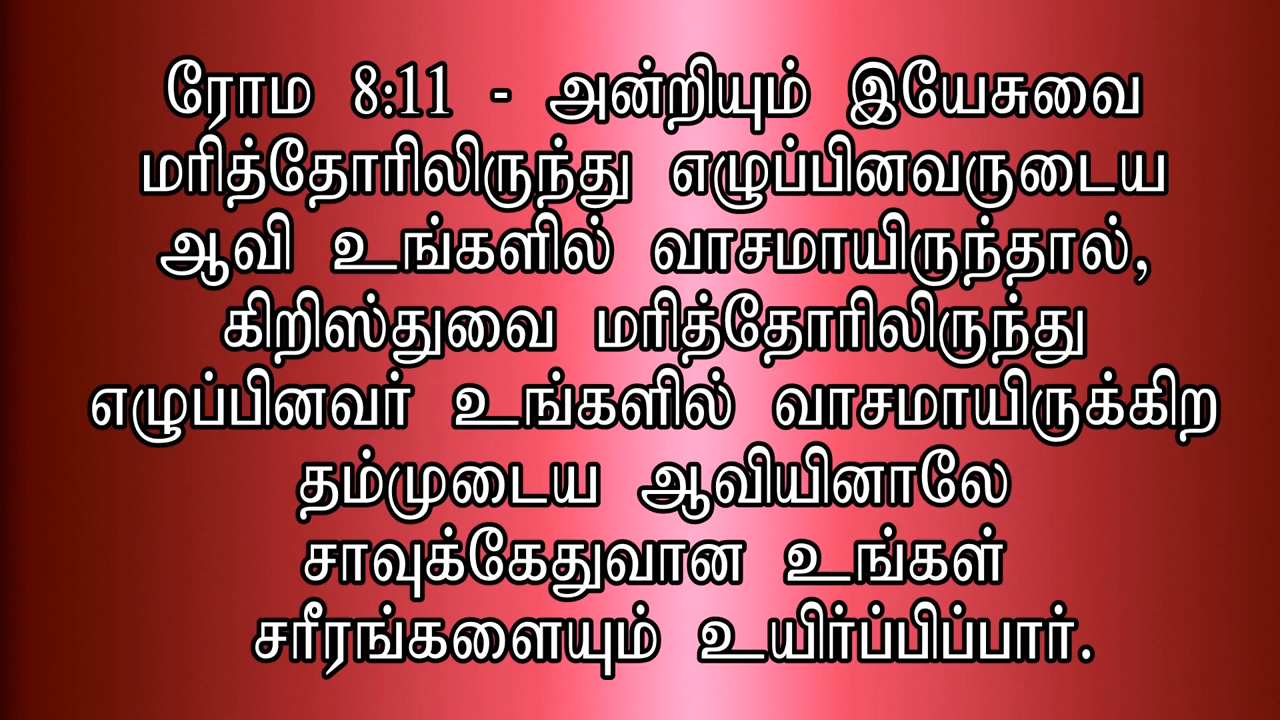 ரோம 8:11 - அன்றியும் இயேசுவை
மரித்தோரிலிருந்து எழுப்பினவருடைய
ஆவி உங்களில் வாசமாயிருந்தால்,
கிறிஸ்துவை மரித்தோரிலிருந்து
எழுப்பினவர் உங்களில் வாசமாயிருக்கிற
தம்முடைய ஆவியினாலே
சாவுக்கேதுவான உங்கள்
சரீரங்களையும் உயிர்ப்பிப்பார்.